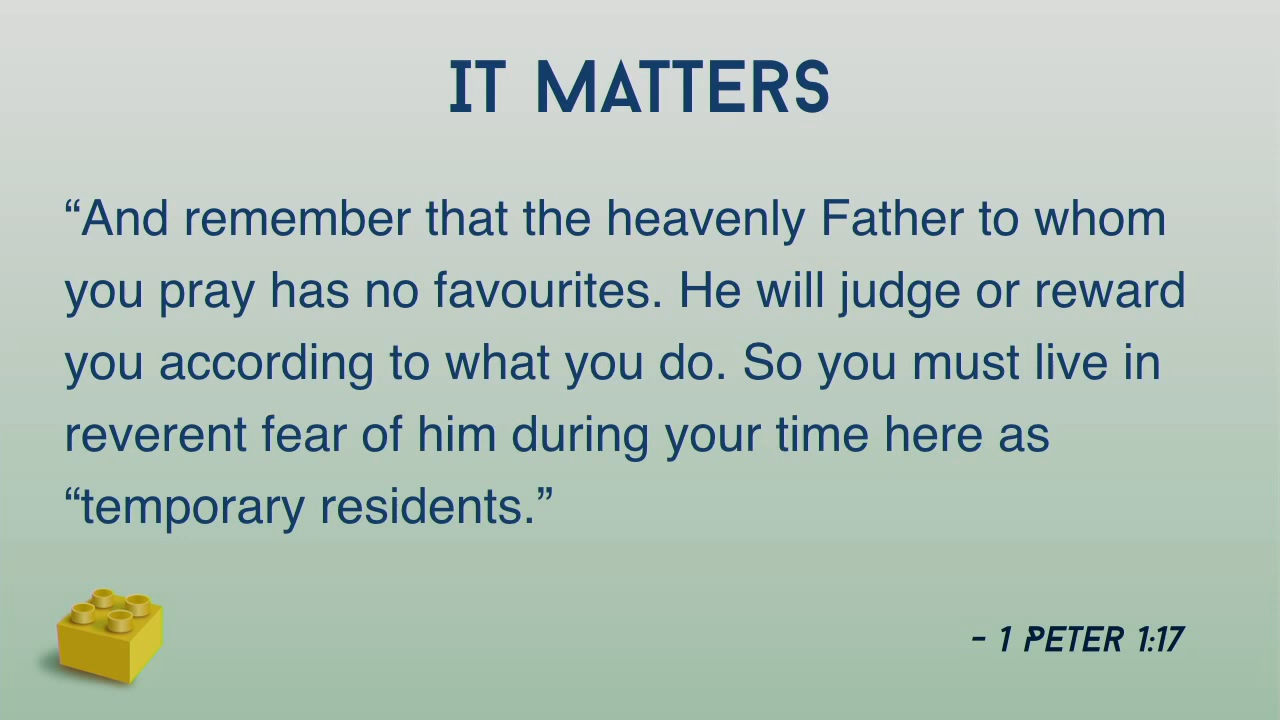 IT MATTERS
“And remember that the heavenly Father to whom
you pray has no favourites. He will judge or reward
you according to what you do. So you must live in
reverent fear of him during your time here as
“temporary residents.”
- 1 PETER 1:17